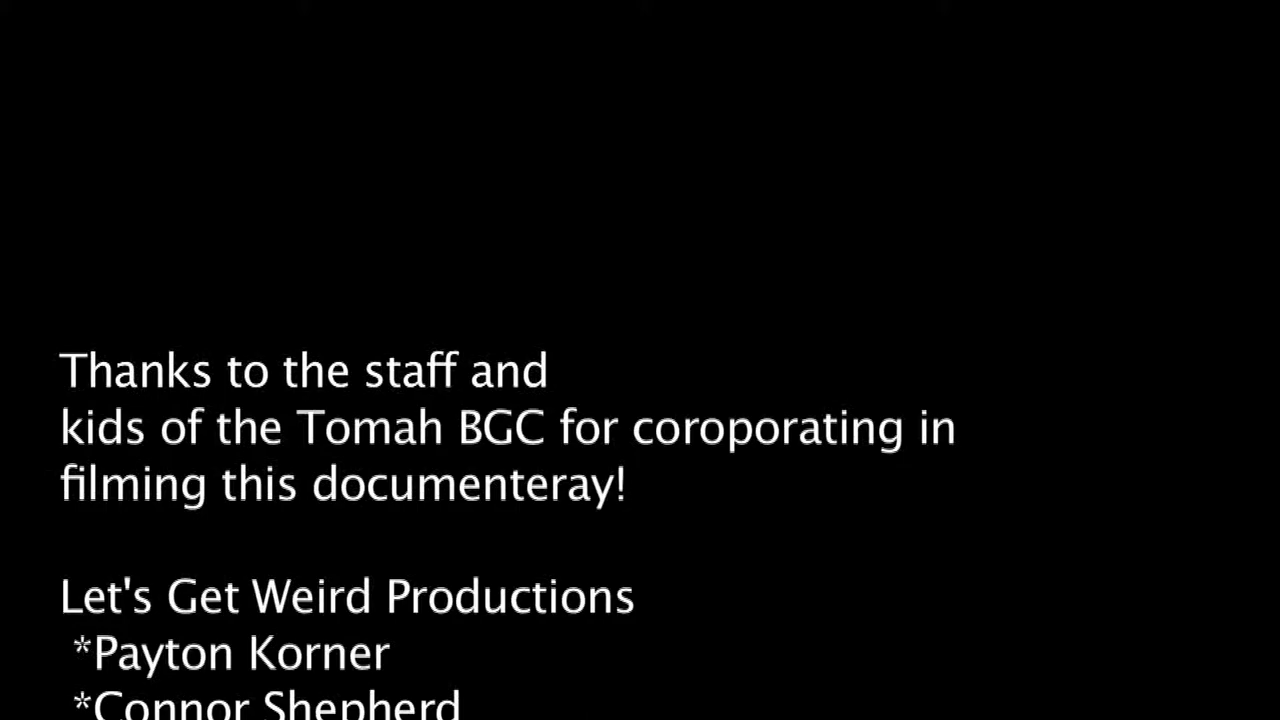 Thanks to the staff and
kids of the Tomah BGC for coroporating in
filming this documenteray!
Let's Get Weird Productions
*Payton Korner
*Connor Shepherd